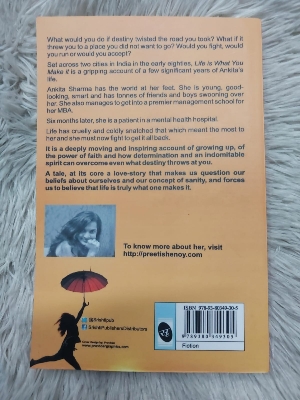 What would you do if destiny twisted the road you took? What if it
threw you to a place you did not want to go? Would you fight, would
you run or would you accept?
Set across two cities in India in the early eighties, Life is What You
Make it is a gripping account of a few significant years of Ankita's
life.
Ankita Sharma has the world at her feet. She is young, good-
looking, smart and has tonnes of friends and boys swooning over
her. She also manages to get into a premier management school for
her MBA.
Six months later, she is a patient in a mental health hospital.
Life has cruelly and coldly snatched that which meant the most to
her and she must now fight to get it all back.
It is a deeply moving and inspiring account of growing up, of
the power of faith and how determination and an indomitable
spirit can overcome even what destiny throws at you.
A tale, at its core a love-story that makes us question our
beliefs about ourselves and our concept of sanity, and forces
us to believe that life is truly what one makes it.
To know more about her, visit
http://preetishenoy.com
ISBN
Fiction